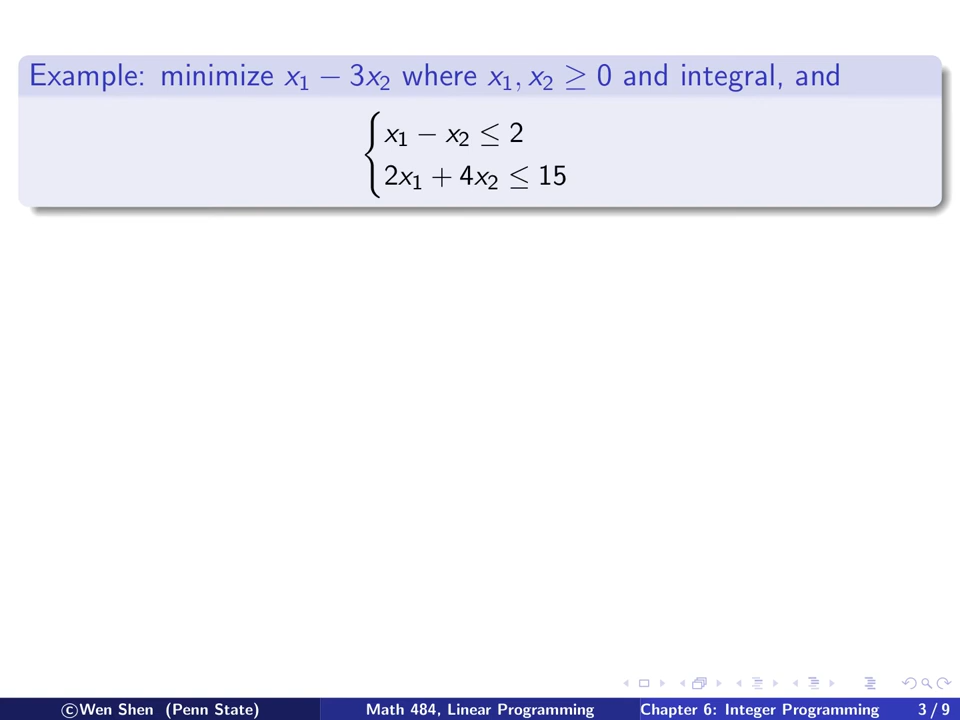 Example: minimize x₁ − 3x₂ where x₁, x₂ ≥ 0 and integral, and
x₁ − x₂ ≤ 2
2x₁ + 4x₂ ≤ 15
©Wen Shen (Penn State) Math 484, Linear Programming Chapter 6: Integer Programming 3 / 9